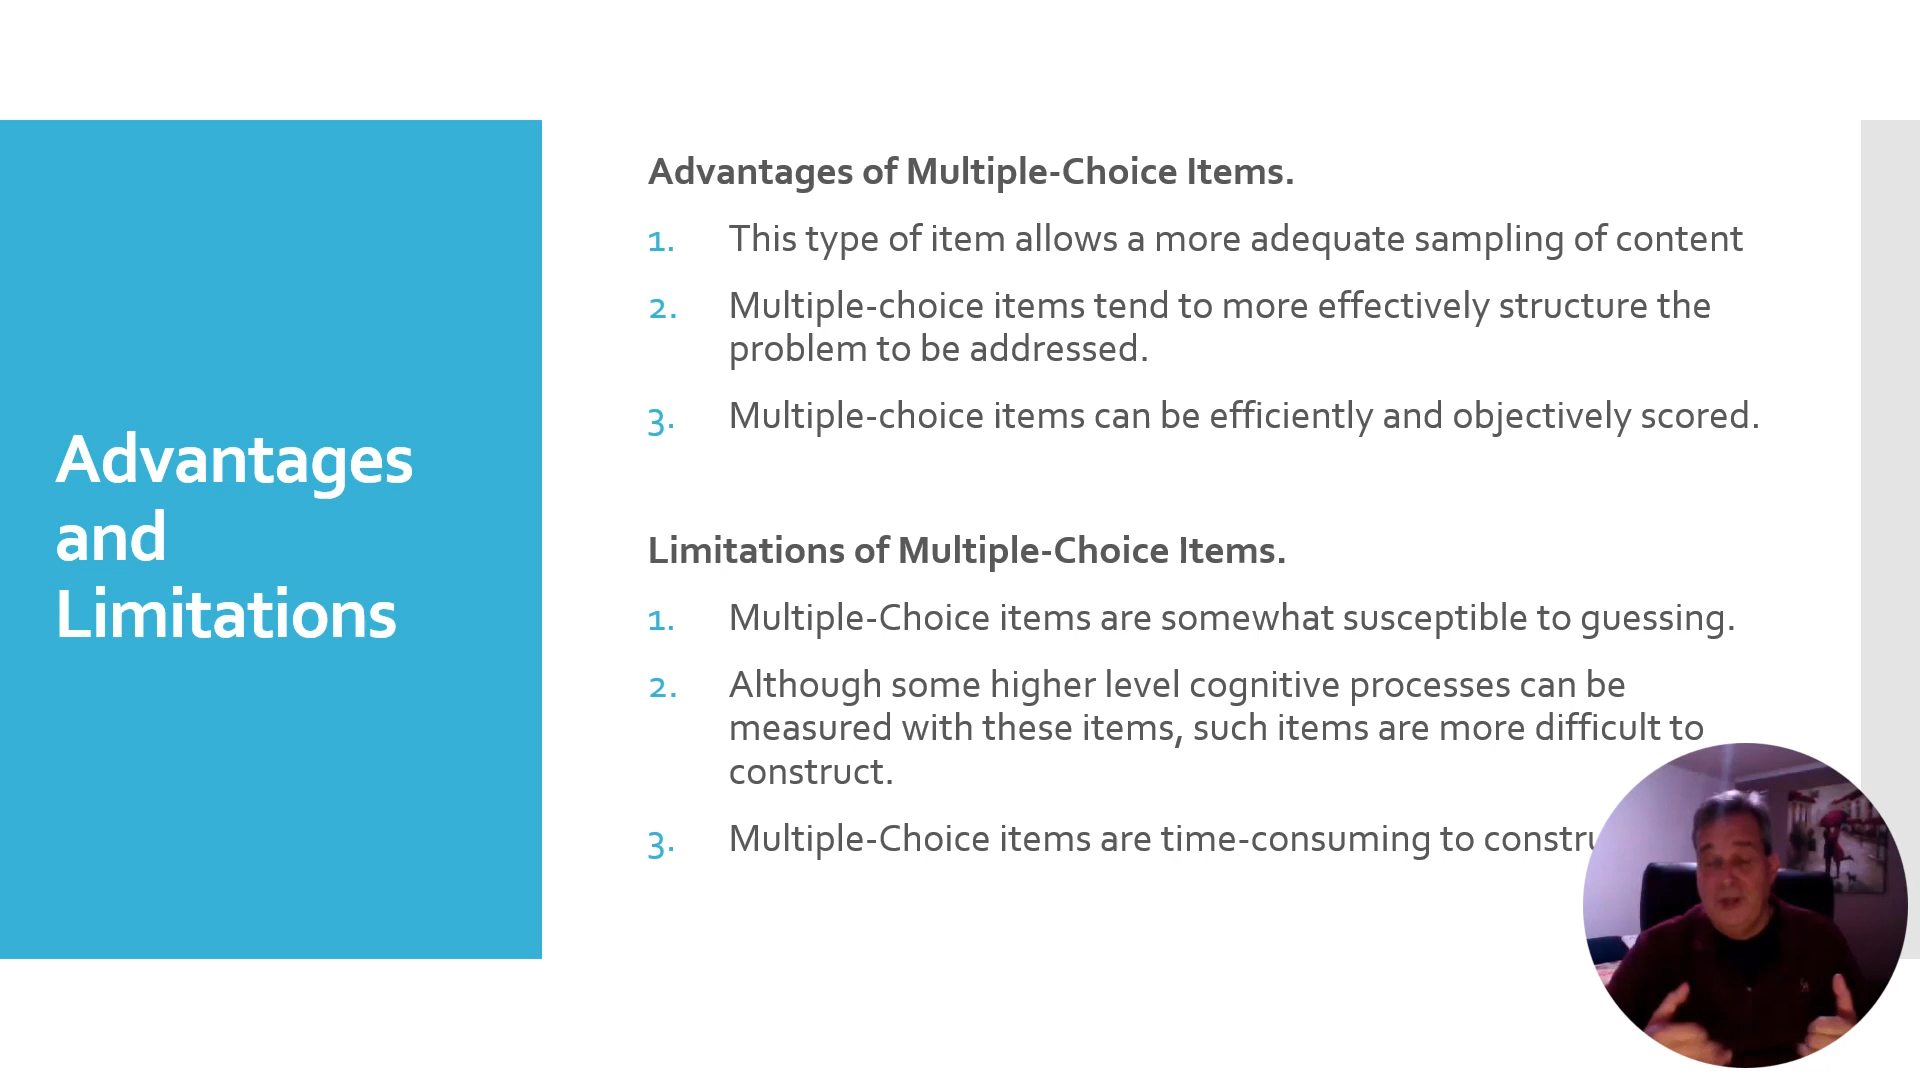 Advantages
and
Limitations
Advantages of Multiple-Choice Items.
1. This type of item allows a more adequate sampling of content
2. Multiple-choice items tend to more effectively structure the
problem to be addressed.
3. Multiple-choice items can be efficiently and objectively scored.
Limitations of Multiple-Choice Items.
1. Multiple-Choice items are somewhat susceptible to guessing.
2. Although some higher level cognitive processes can be
measured with these items, such items are more difficult to
construct.
3. Multiple-Choice items are time-consuming to